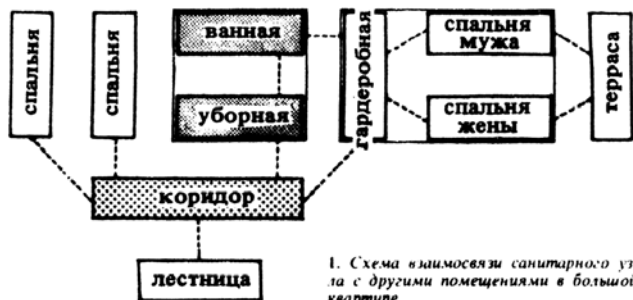 спальня
спальня
ванная
уборная
гардеробная
спальня
мужа
спальня
жены
терраса
коридор
лестница
1. Схема взаимосвязи санитарного уз-
ла с другими помещениями в большой
квартире